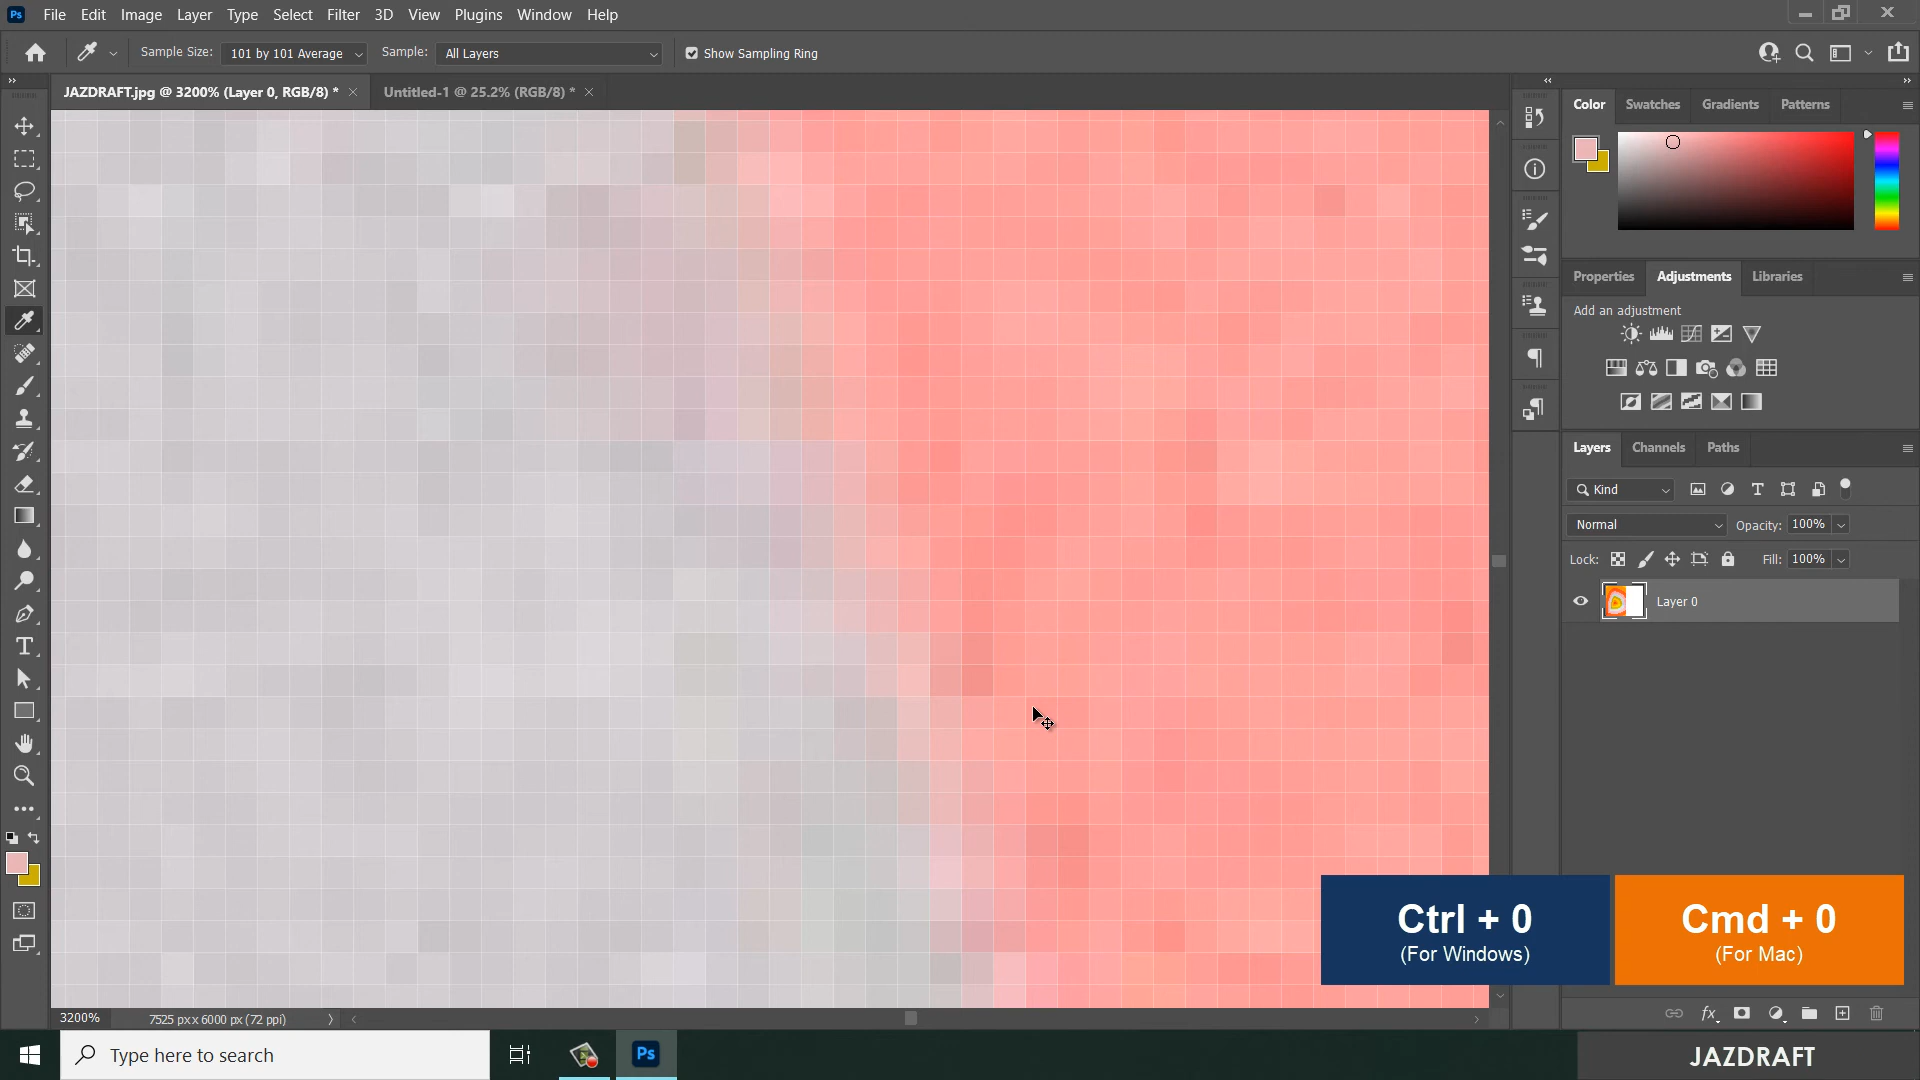 Ps File Edit Image Layer Type Select Filter 3D View Plugins Window Help
Sample Size: 101 by 101 Average Sample: All Layers Show Sampling Ring
JAZDRAFT.jpg @ 3200% (Layer 0, RGB/8) * Untitled-1 @ 25.2% (RGB/8) *
Color Swatches Gradients Patterns
Properties Adjustments Libraries
Add an adjustment
Layers Channels Paths
Kind
Normal Opacity: 100%
Lock: Fill: 100%
Layer 0
Ctrl + 0
(For Windows)
Cmd + 0
(For Mac)
3200% 7525 px x 6000 px (72 ppi)
Type here to search
Ps
JAZDRAFT